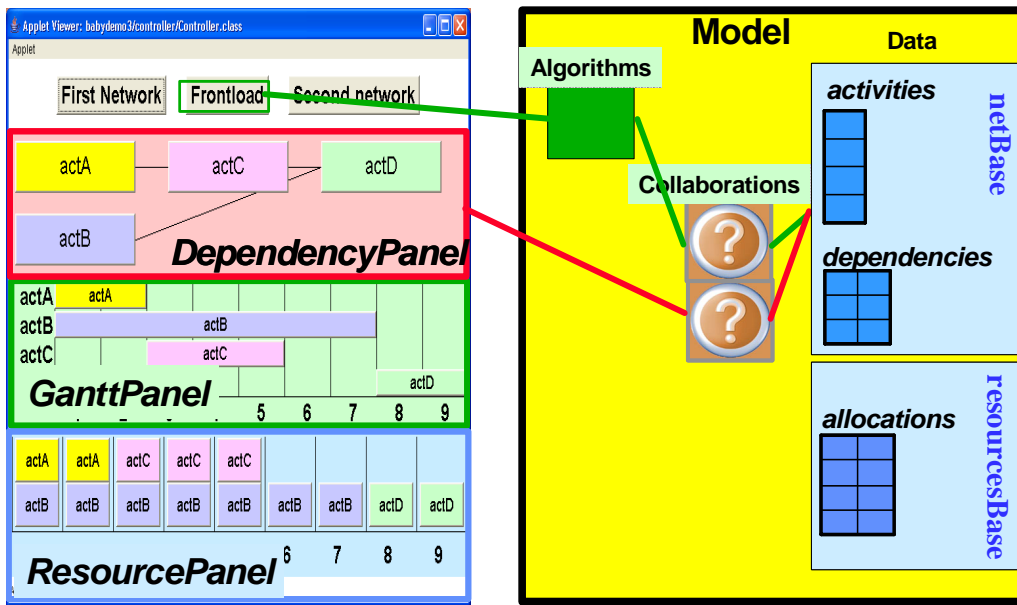 Applet Viewer: babydemo3/controller/Controller.class
Applet
First Network Frontload Second network
actA actC actD
actB
DependencyPanel
actA actA
actB actB
actC actC
actD
GanttPanel
5 6 7 8 9
actA actA actC actC actC
actB actB actB actB actB actB actB actD actD
6 7 8 9
ResourcePanel
Model
Data
Algorithms
Collaborations
activities
netBase
dependencies
allocations
resourcesBase
? 
?